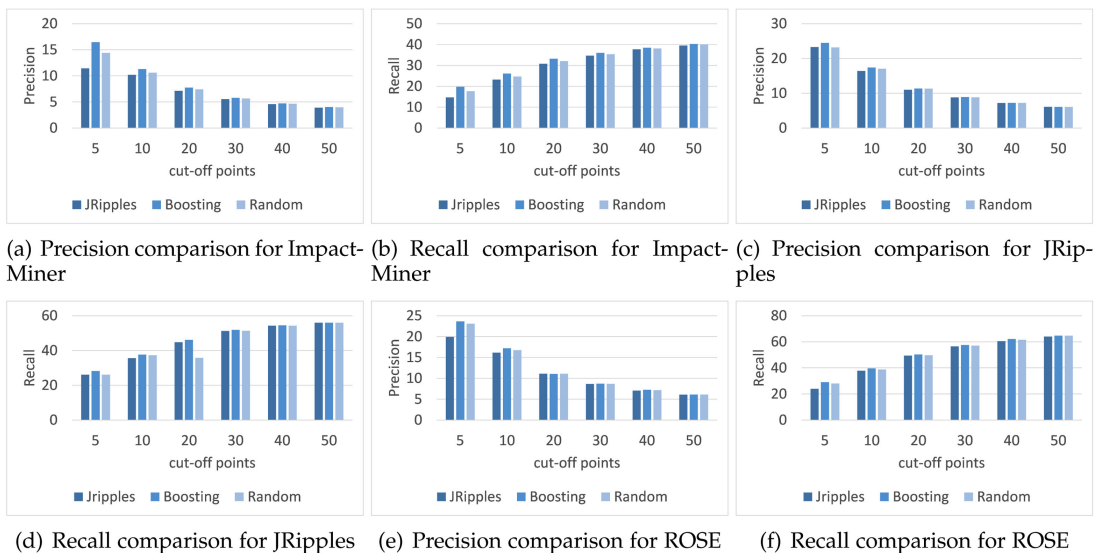 20
15
10
5
0
Precision
5 10 20 30 40 50
cut-off points
JRipples Boosting Random
(a) Precision comparison for Impact-
Miner
50
40
30
20
10
0
Recall
5 10 20 30 40 50
cut-off points
Jripples Boosting Random
(b) Recall comparison for Impact-
Miner
30
20
10
0
Precision
5 10 20 30 40 50
cut-off points
JRipples Boosting Random
(c) Precision comparison for JRip-
ples
60
40
20
0
Recall
5 10 20 30 40 50
cut-off points
Jripples Boosting Random
(d) Recall comparison for JRipples
25
20
15
10
5
0
Precision
5 10 20 30 40 50
cut-off points
JRipples Boosting Random
(e) Precision comparison for ROSE
80
60
40
20
0
Recall
5 10 20 30 40 50
cut-off points
Jripples Boosting Random
(f) Recall comparison for ROSE